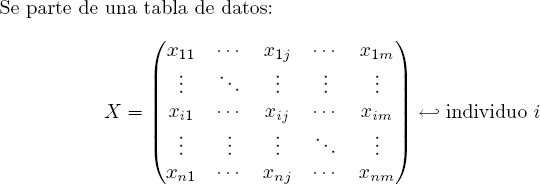 Se parte de una tabla de datos:
x₁₁ ⋯ x₁ⱼ ⋯ x₁ₘ
⋮ ⋱ ⋮ ⋮ ⋮
X = xᵢ₁ ⋯ xᵢⱼ ⋯ xᵢₘ ↩ individuo i
⋮ ⋮ ⋮ ⋱ ⋮
xₙ₁ ⋯ xₙⱼ ⋯ xₙₘ